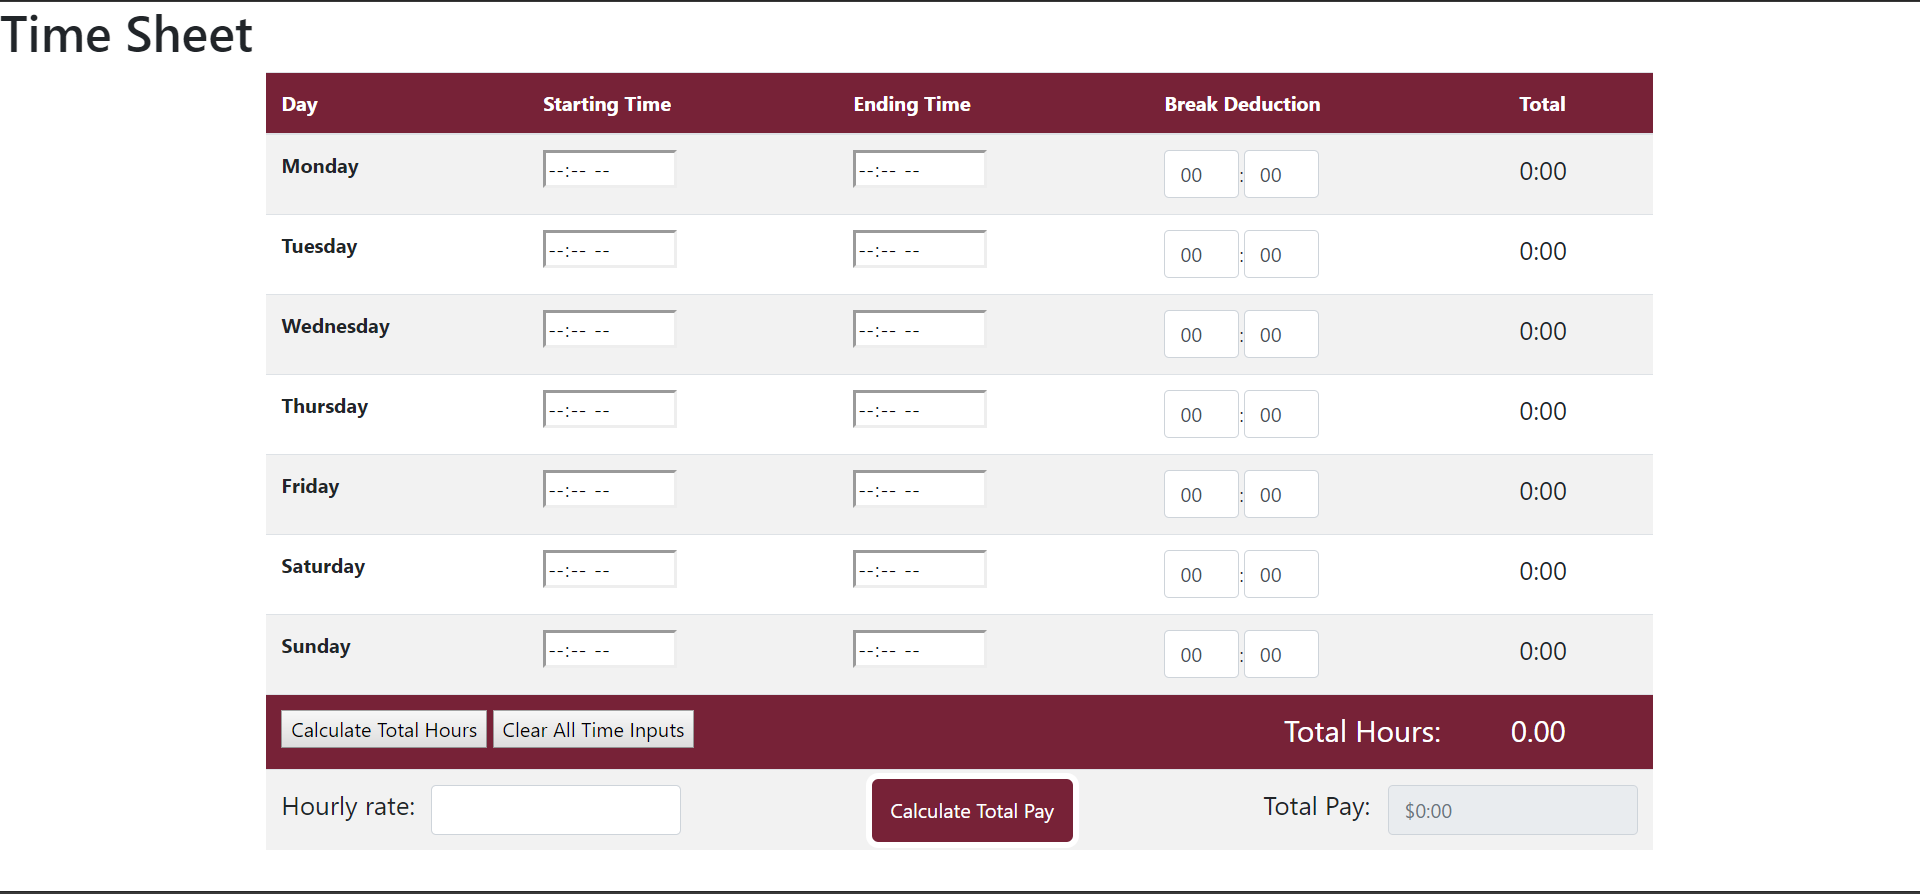 Time Sheet
Day Starting Time Ending Time Break Deduction Total
Monday --:-- -- --:-- -- 00 : 00 0:00
Tuesday --:-- -- --:-- -- 00 : 00 0:00
Wednesday --:-- -- --:-- -- 00 : 00 0:00
Thursday --:-- -- --:-- -- 00 : 00 0:00
Friday --:-- -- --:-- -- 00 : 00 0:00
Saturday --:-- -- --:-- -- 00 : 00 0:00
Sunday --:-- -- --:-- -- 00 : 00 0:00
Calculate Total Hours Clear All Time Inputs Total Hours: 0.00
Hourly rate: Calculate Total Pay Total Pay: $0:00